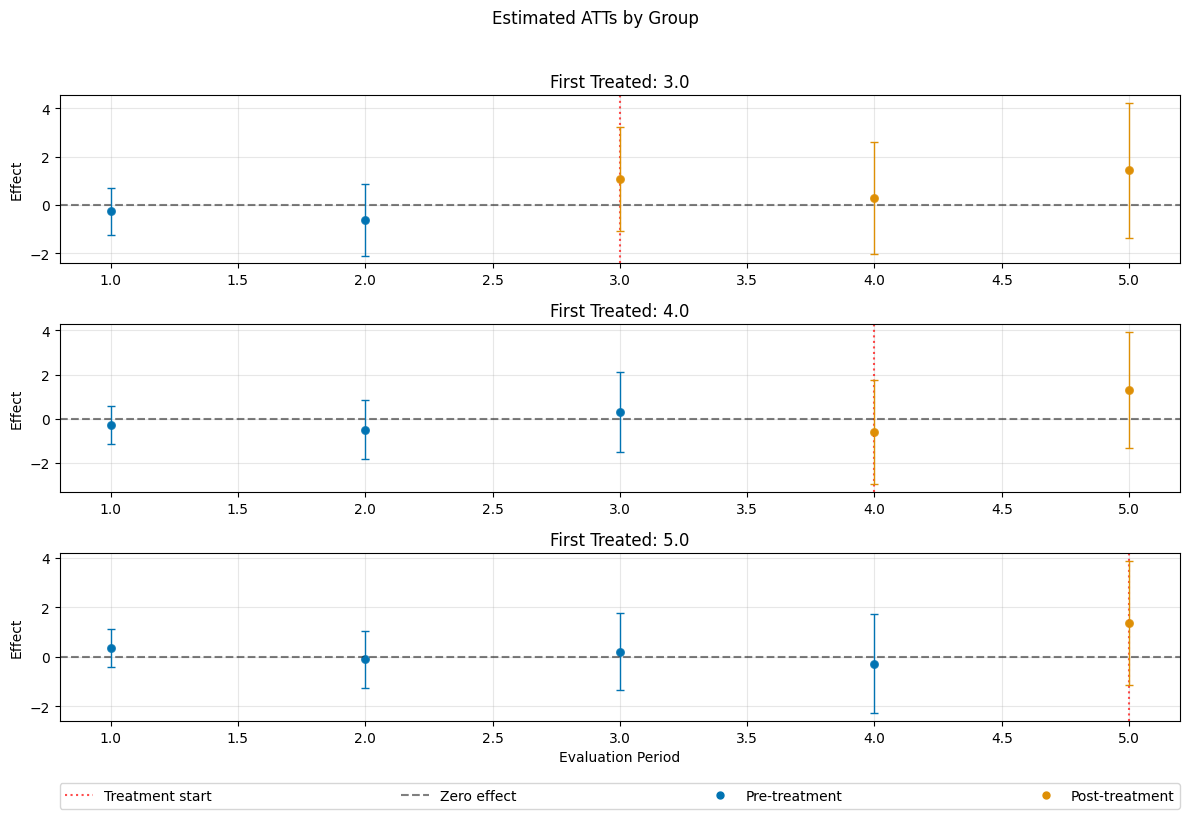 Estimated ATTs by Group
First Treated: 3.0
Effect
4
2
0
−2
1.0 1.5 2.0 2.5 3.0 3.5 4.0 4.5 5.0
First Treated: 4.0
Effect
4
2
0
−2
1.0 1.5 2.0 2.5 3.0 3.5 4.0 4.5 5.0
First Treated: 5.0
Effect
4
2
0
−2
1.0 1.5 2.0 2.5 3.0 3.5 4.0 4.5 5.0
Evaluation Period
Treatment start Zero effect Pre-treatment Post-treatment